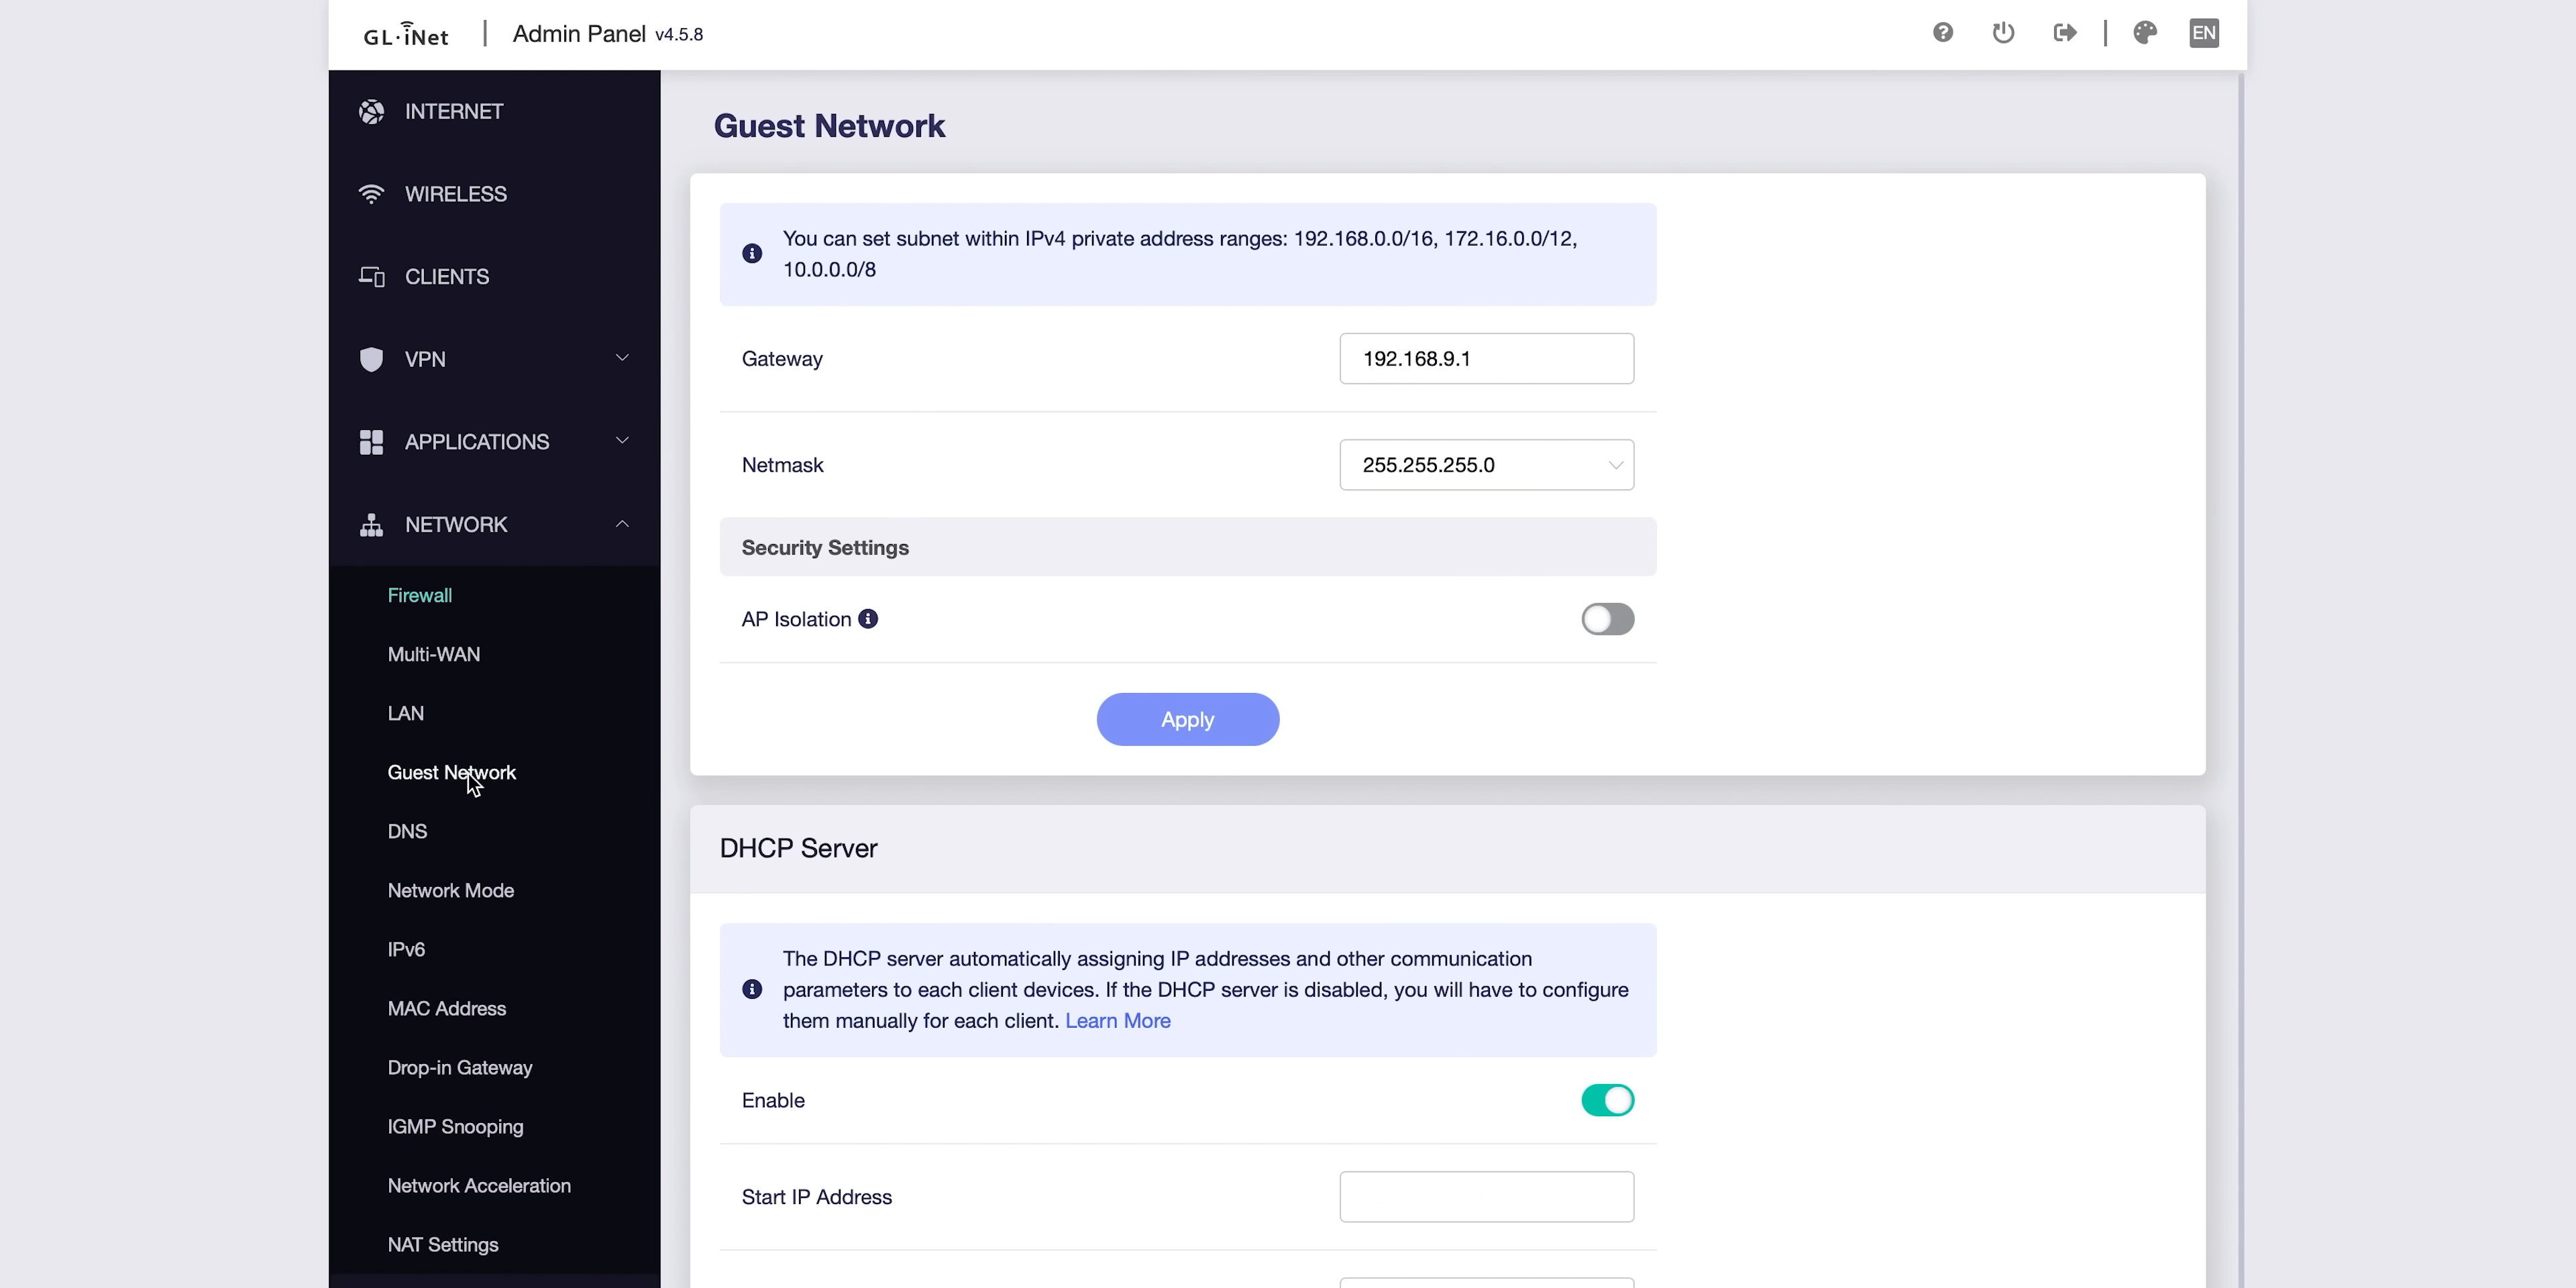 GL·iNet | Admin Panel v4.5.8
EN
INTERNET
WIRELESS
CLIENTS
VPN
APPLICATIONS
NETWORK
Firewall
Multi-WAN
LAN
Guest Network
DNS
Network Mode
IPv6
MAC Address
Drop-in Gateway
IGMP Snooping
Network Acceleration
NAT Settings
Guest Network
You can set subnet within IPv4 private address ranges: 192.168.0.0/16, 172.16.0.0/12,
10.0.0.0/8
Gateway 192.168.9.1
Netmask 255.255.255.0
Security Settings
AP Isolation
Apply
DHCP Server
The DHCP server automatically assigning IP addresses and other communication
parameters to each client devices. If the DHCP server is disabled, you will have to configure
them manually for each client. Learn More
Enable
Start IP Address